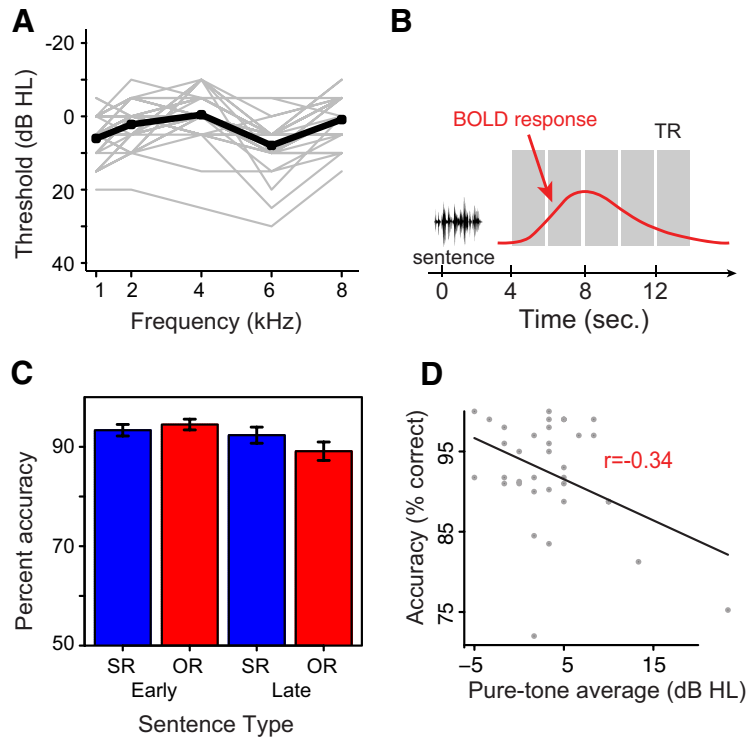 A
Threshold (dB HL)
-20
0
20
40
1 2 4 6 8
Frequency (kHz)
B
BOLD response
TR
sentence
0 4 8 12
Time (sec.)
C
Percent accuracy
90
70
50
SR OR SR OR
Early Late
Sentence Type
D
Accuracy (% correct)
95
85
75
r=-0.34
−5 5 15
Pure-tone average (dB HL)